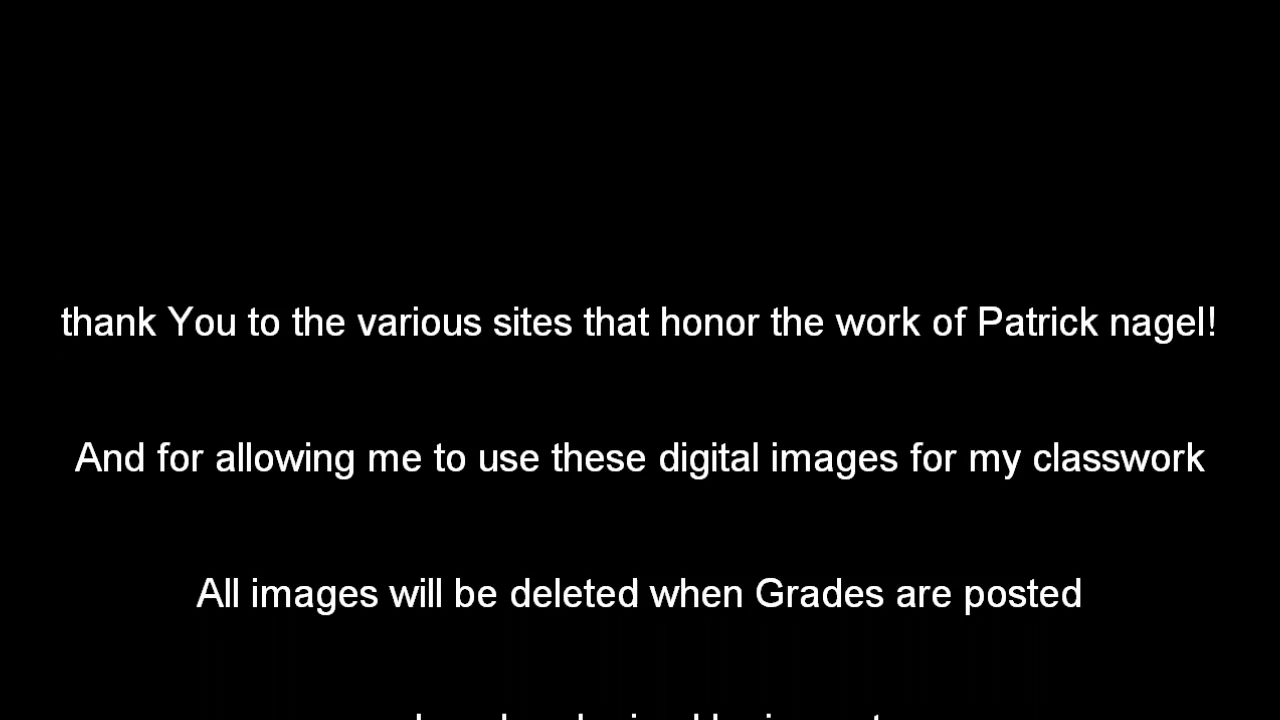 thank You to the various sites that honor the work of Patrick nagel!
And for allowing me to use these digital images for my classwork
All images will be deleted when Grades are posted